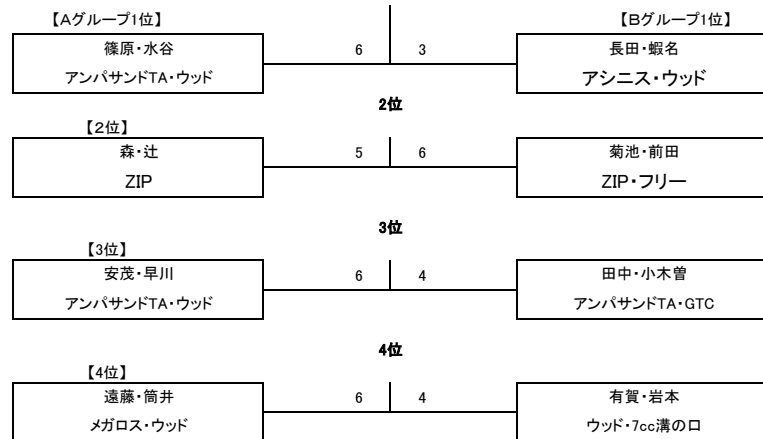 【Aグループ1位】 【Bグループ1位】
篠原・水谷 6 3 長田・蝦名
アンパサンドTA・ウッド アシニス・ウッド
2位
【2位】
森・辻 5 6 菊池・前田
ZIP ZIP・フリー
3位
【3位】
安茂・早川 6 4 田中・小木曽
アンパサンドTA・ウッド アンパサンドTA・GTC
4位
【4位】
遠藤・筒井 6 4 有賀・岩本
メガロス・ウッド ウッド・7cc溝の口